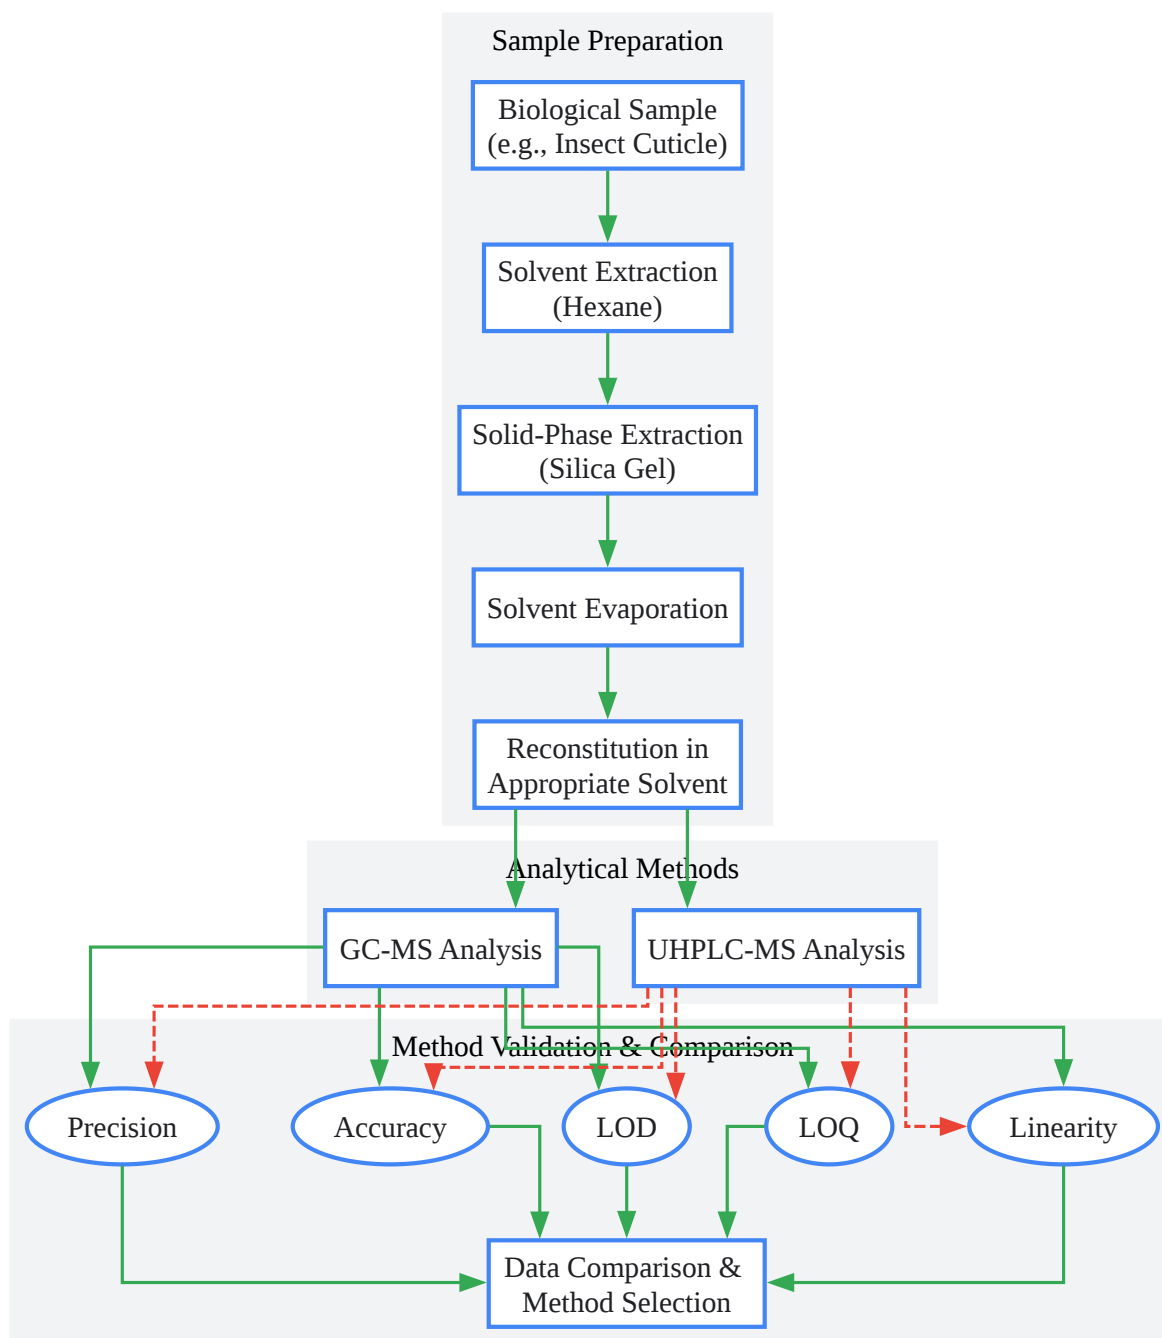 Sample Preparation
Biological Sample
(e.g., Insect Cuticle)
Solvent Extraction
(Hexane)
Solid-Phase Extraction
(Silica Gel)
Solvent Evaporation
Reconstitution in
Appropriate Solvent
Analytical Methods
GC-MS Analysis
UHPLC-MS Analysis
Method Validation & Comparison
Precision
Accuracy
LOD
LOQ
Linearity
Data Comparison &
Method Selection